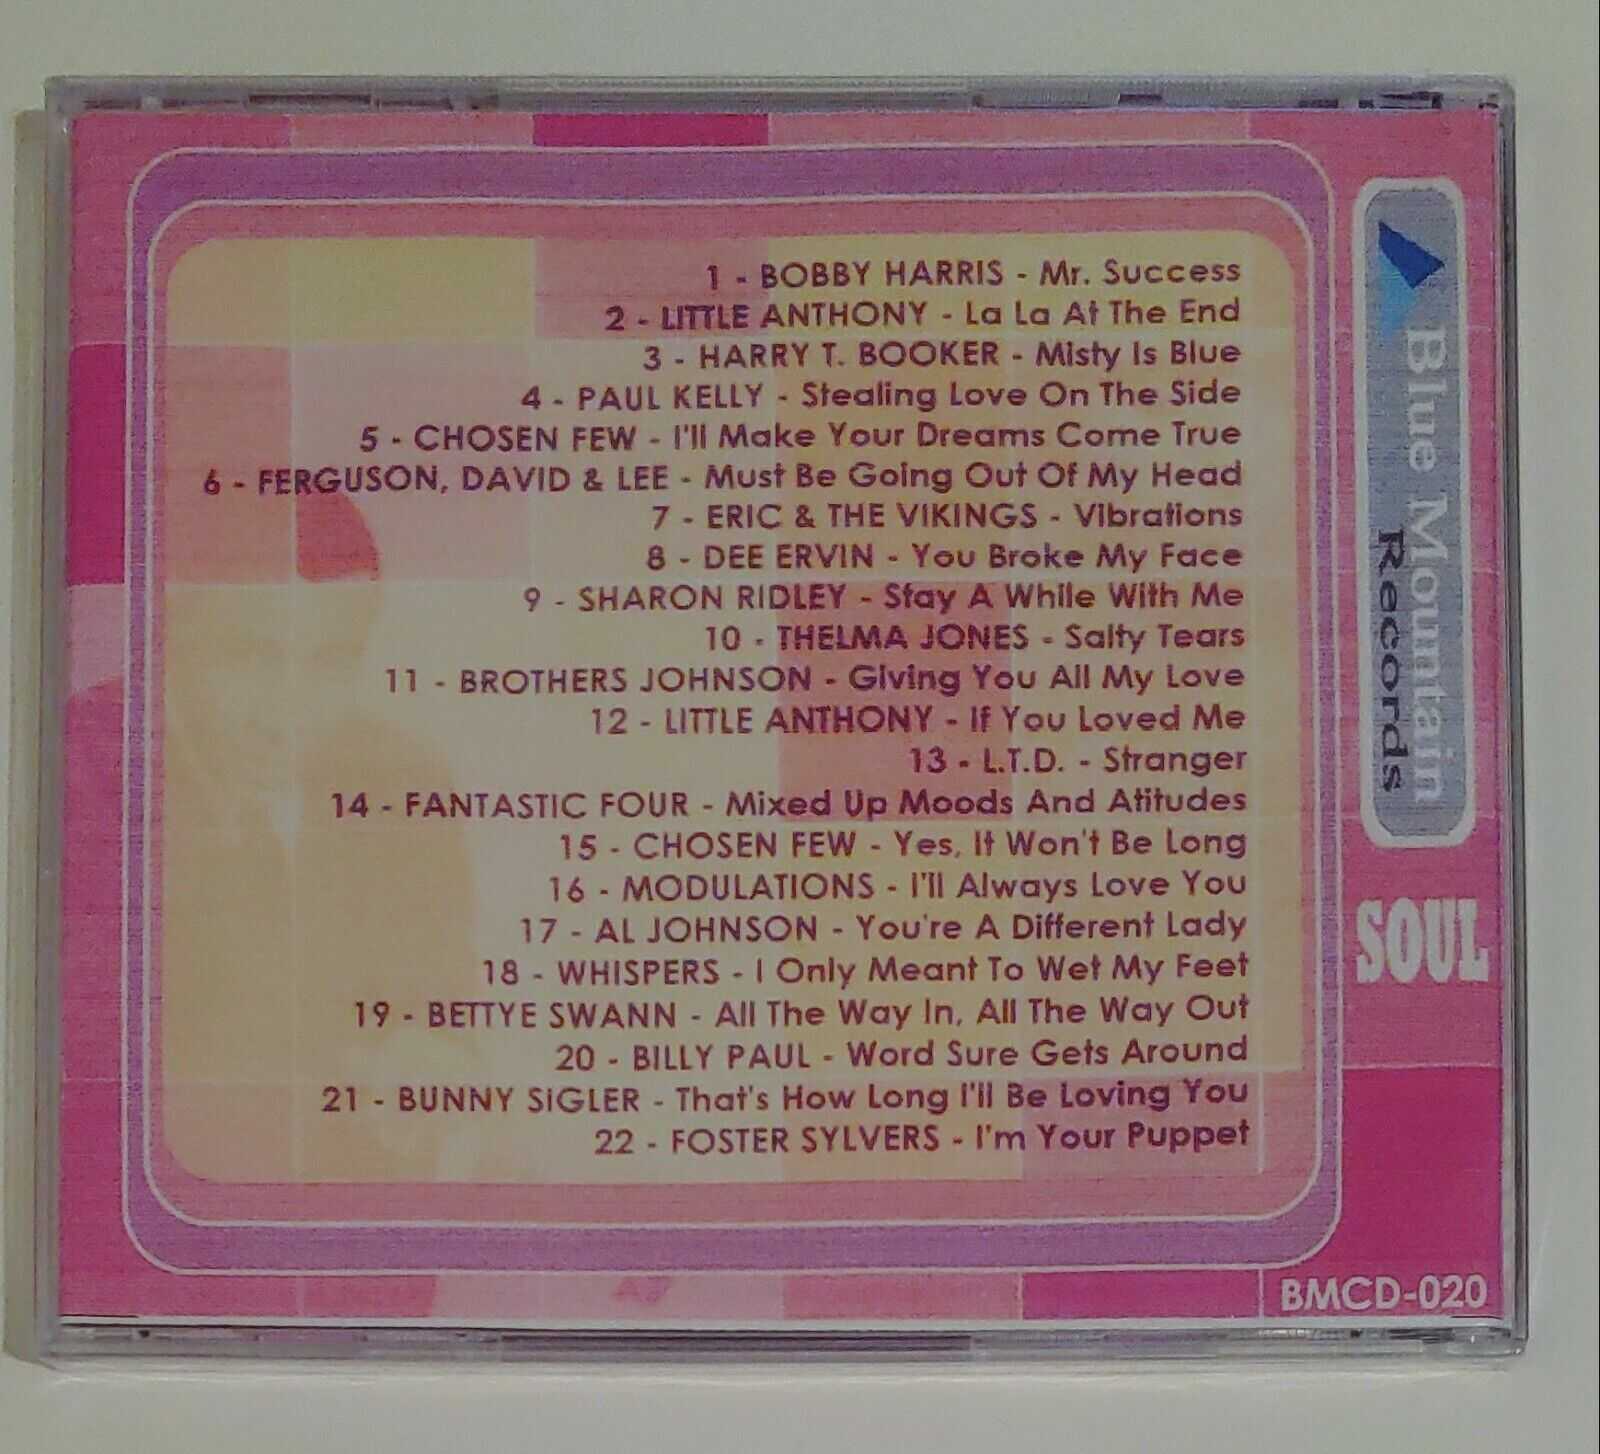 1 - BOBBY HARRIS - Mr. Success
2 - LITTLE ANTHONY - La La At The End
3 - HARRY T. BOOKER - Misty Is Blue
4 - PAUL KELLY - Stealing Love On The Side
5 - CHOSEN FEW - I'll Make Your Dreams Come True
6 - FERGUSON, DAVID & LEE - Must Be Going Out Of My Head
7 - ERIC & THE VIKINGS - Vibrations
8 - DEE ERVIN - You Broke My Face
9 - SHARON RIDLEY - Stay A While With Me
10 - THELMA JONES - Salty Tears
11 - BROTHERS JOHNSON - Giving You All My Love
12 - LITTLE ANTHONY - If You Loved Me
13 - L.T.D. - Stranger
14 - FANTASTIC FOUR - Mixed Up Moods And Atitudes
15 - CHOSEN FEW - Yes, It Won't Be Long
16 - MODULATIONS - I'll Always Love You
17 - AL JOHNSON - You're A Different Lady
18 - WHISPERS - I Only Meant To Wet My Feet
19 - BETTYE SWANN - All The Way In, All The Way Out
20 - BILLY PAUL - Word Sure Gets Around
21 - BUNNY SIGLER - That's How Long I'll Be Loving You
22 - FOSTER SYLVERS - I'm Your Puppet
Blue Mountain
Records
SOUL
BMCD-020